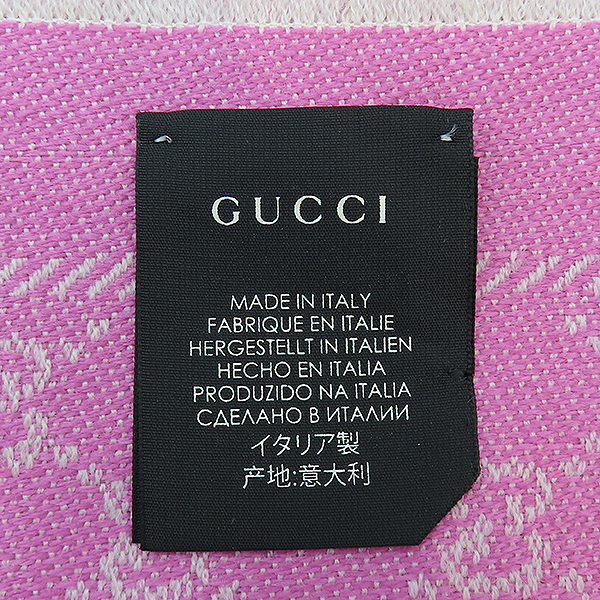 GUCCI
MADE IN ITALY
FABRIQUE EN ITALIE
HERGESTELLT IN ITALIEN
HECHO EN ITALIA
PRODUZIDO NA ITALIA
СДЕЛАНО В ИТАЛИИ
イタリア製
产地:意大利